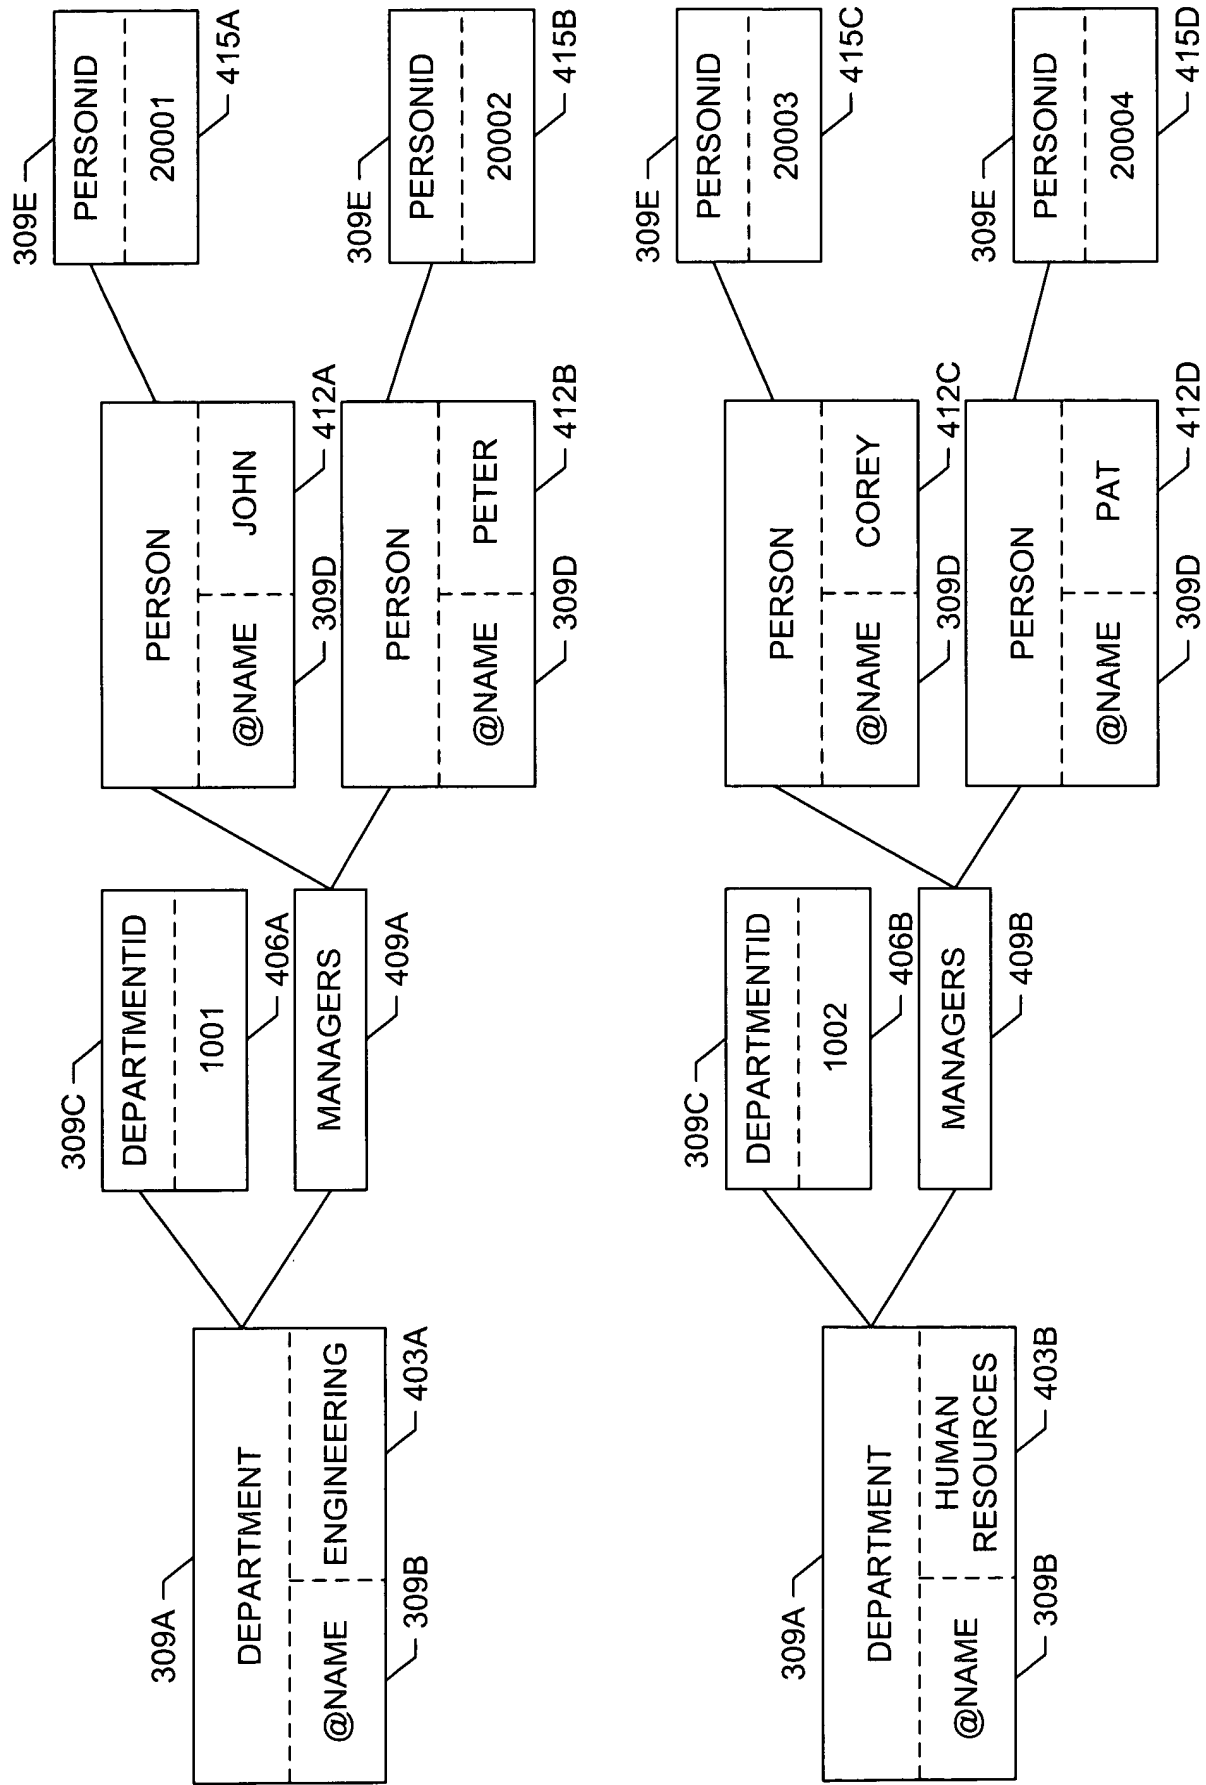 309A
DEPARTMENT
@NAME
ENGINEERING
309B
403A
309C
DEPARTMENTID
1001
406A
MANAGERS
409A
PERSON
@NAME
JOHN
309D
412A
PERSON
@NAME
PETER
309D
412B
309E
PERSONID
20001
415A
309E
PERSONID
20002
415B
309A
DEPARTMENT
@NAME
HUMAN
RESOURCES
309B
403B
309C
DEPARTMENTID
1002
406B
MANAGERS
409B
PERSON
@NAME
COREY
309D
412C
PERSON
@NAME
PAT
309D
412D
309E
PERSONID
20003
415C
309E
PERSONID
20004
415D